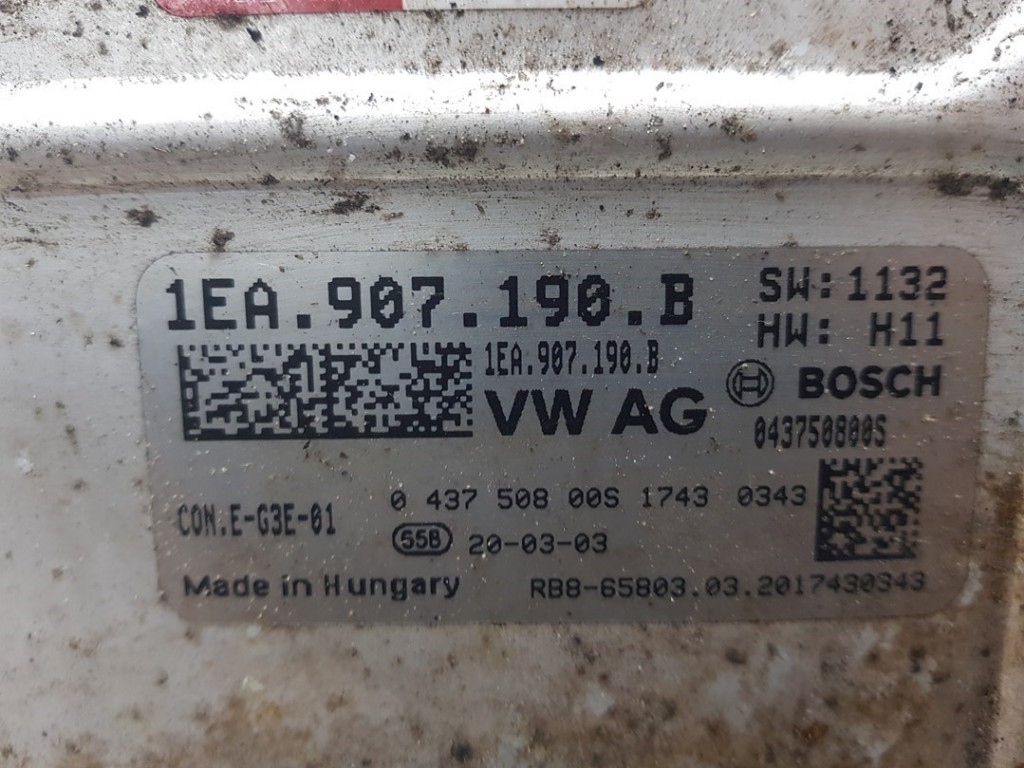 1EA.907.190.B
SW:1132
HW: H11
1EA.907.190.B
VW AG
BOSCH
043750800S
0 437 508 00S 1743 0343
CON.E-G3E-01
558 20-03-03
Made in Hungary
RB8-65803.03.2017430343